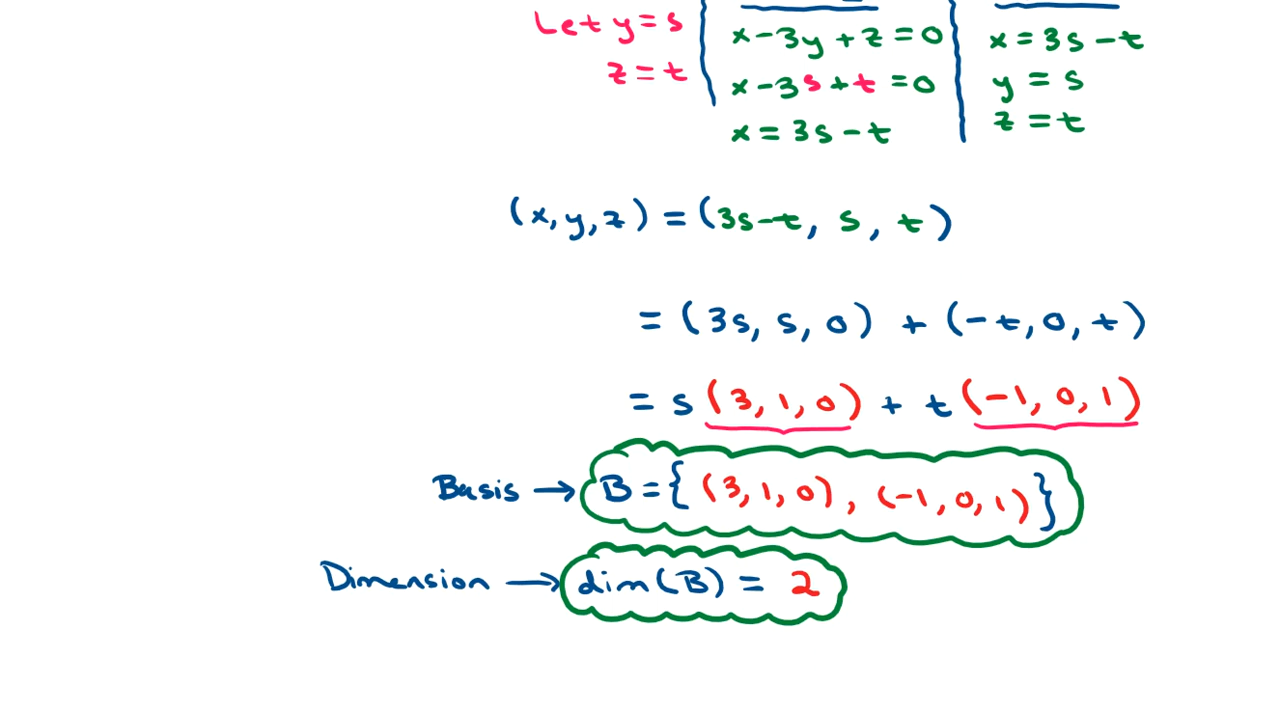 Let y = s
z = t
x - 3y + z = 0
x - 3s + t = 0
x = 3s - t
x = 3s - t
y = s
z = t
(x, y, z) = (3s - t, s, t)
= (3s, s, 0) + (-t, 0, t)
= s (3, 1, 0) + t (-1, 0, 1)
Basis → B = { (3, 1, 0), (-1, 0, 1) }
Dimension → dim(B) = 2